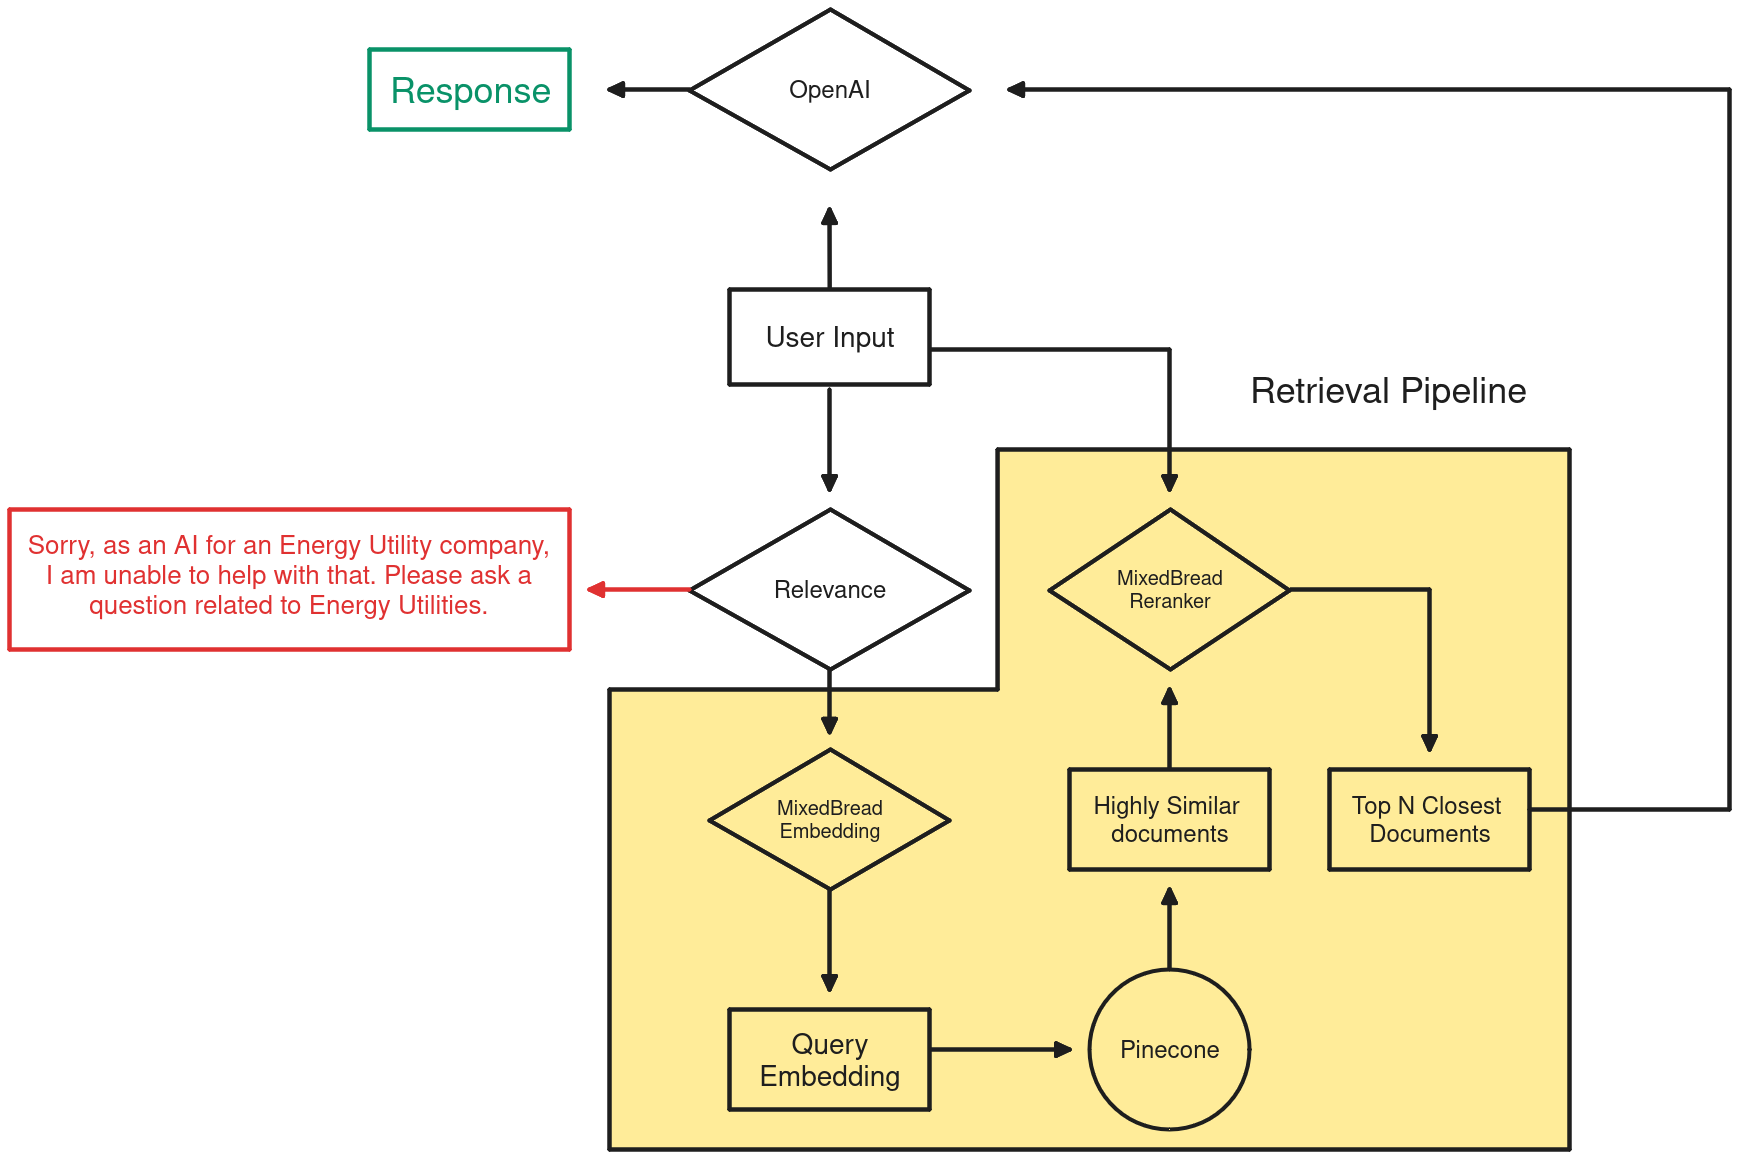 Response
OpenAI
User Input
Retrieval Pipeline
Sorry, as an AI for an Energy Utility company,
I am unable to help with that. Please ask a
question related to Energy Utilities.
Relevance
MixedBread
Reranker
MixedBread
Embedding
Highly Similar
documents
Top N Closest
Documents
Query
Embedding
Pinecone